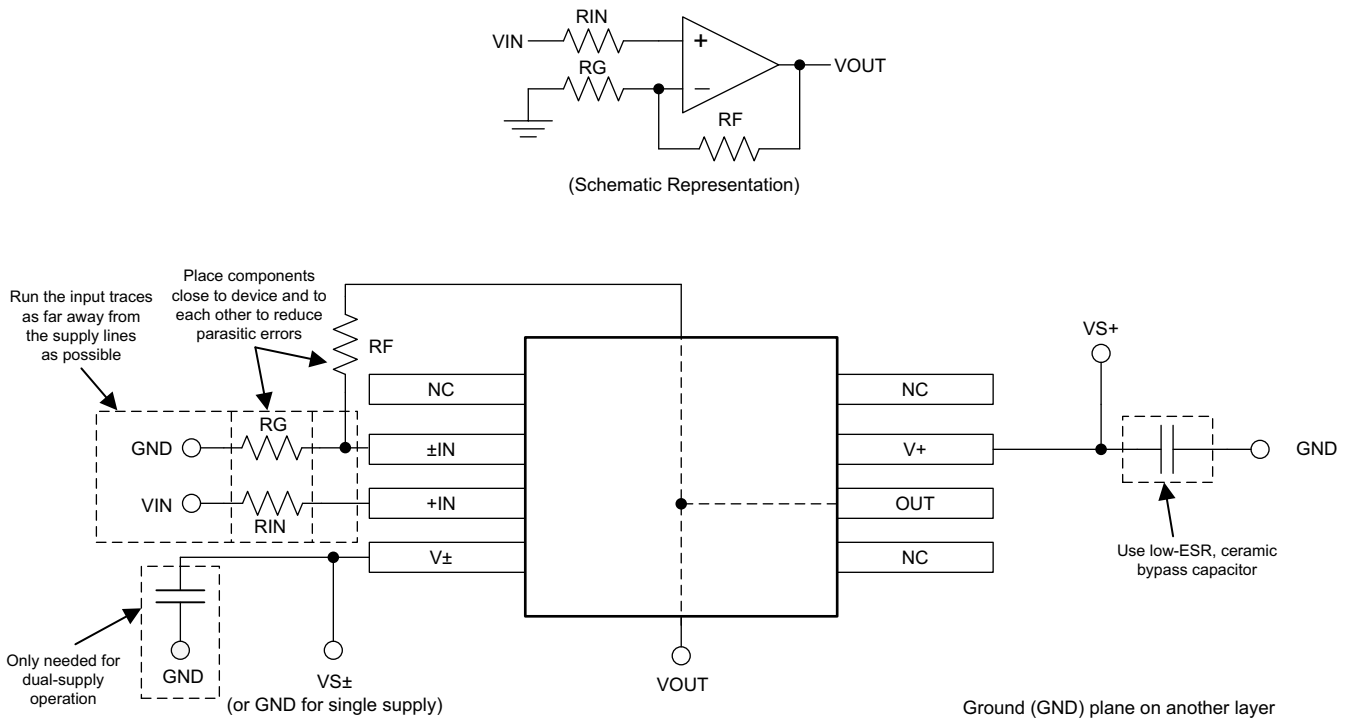 RIN
VIN
+
VOUT
RG
−
RF
(Schematic Representation)
Place components
close to device and to
each other to reduce
parasitic errors
Run the input traces
as far away from
the supply lines
as possible
RF
VS+
NC
NC
RG
GND
±IN
V+
GND
VIN
+IN
OUT
RIN
V±
NC
Use low-ESR, ceramic
bypass capacitor
Only needed for
dual-supply
operation
GND
VS±
(or GND for single supply)
VOUT
Ground (GND) plane on another layer